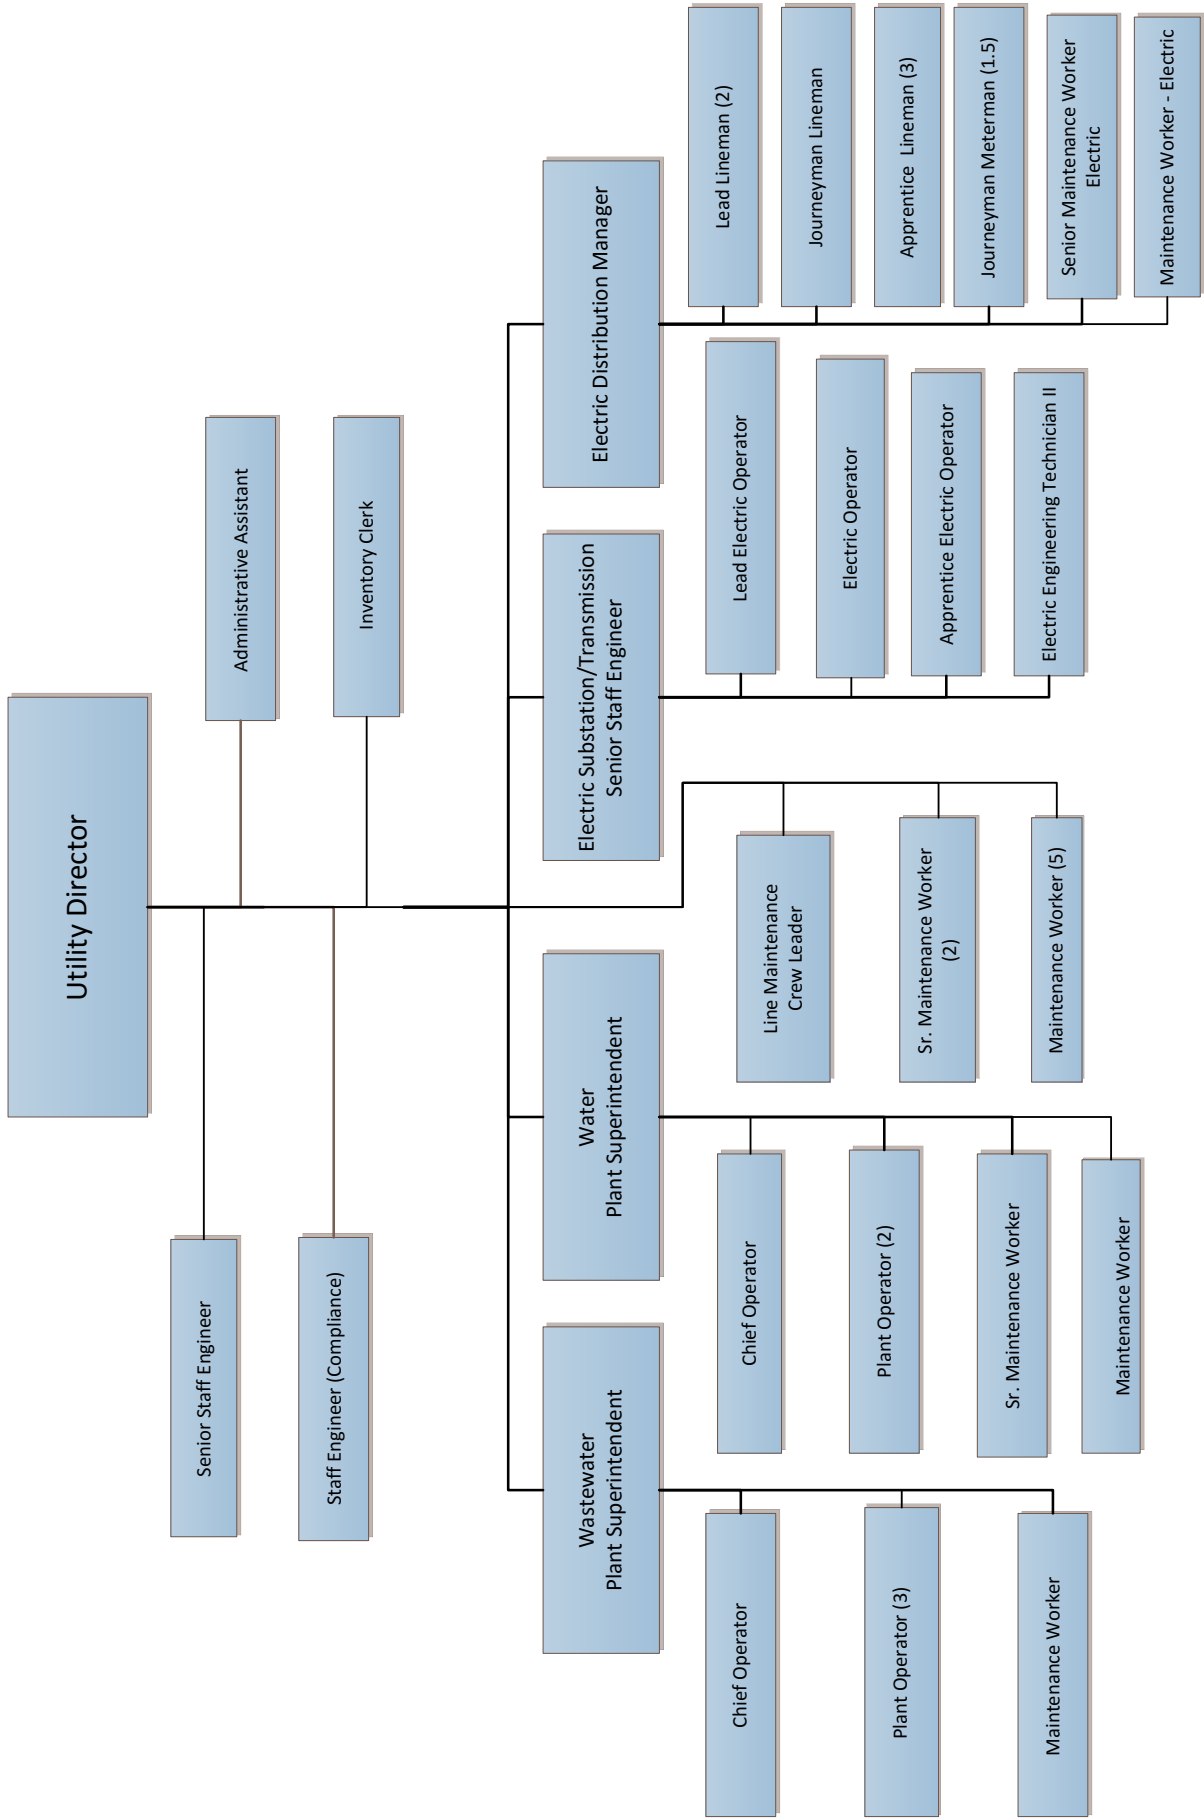 Utility Director
Senior Staff Engineer
Administrative Assistant
Staff Engineer (Compliance)
Inventory Clerk
Wastewater
Plant Superintendent
Chief Operator
Plant Operator (3)
Maintenance Worker
Water
Plant Superintendent
Chief Operator
Plant Operator (2)
Sr. Maintenance Worker
Maintenance Worker
Line Maintenance
Crew Leader
Sr. Maintenance Worker
(2)
Maintenance Worker (5)
Electric Substation/Transmission
Senior Staff Engineer
Lead Electric Operator
Electric Operator
Apprentice Electric Operator
Electric Engineering Technician II
Electric Distribution Manager
Lead Lineman (2)
Journeyman Lineman
Apprentice Lineman (3)
Journeyman Meterman (1.5)
Senior Maintenance Worker
Electric
Maintenance Worker - Electric